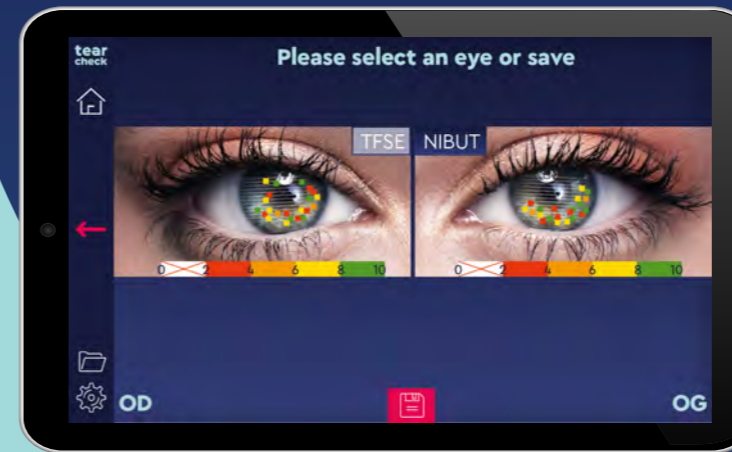 tear
check
Please select an eye or save
TFSE NIBUT
0 2 4 6 8 10
0 2 4 6 8 10
OD
OG